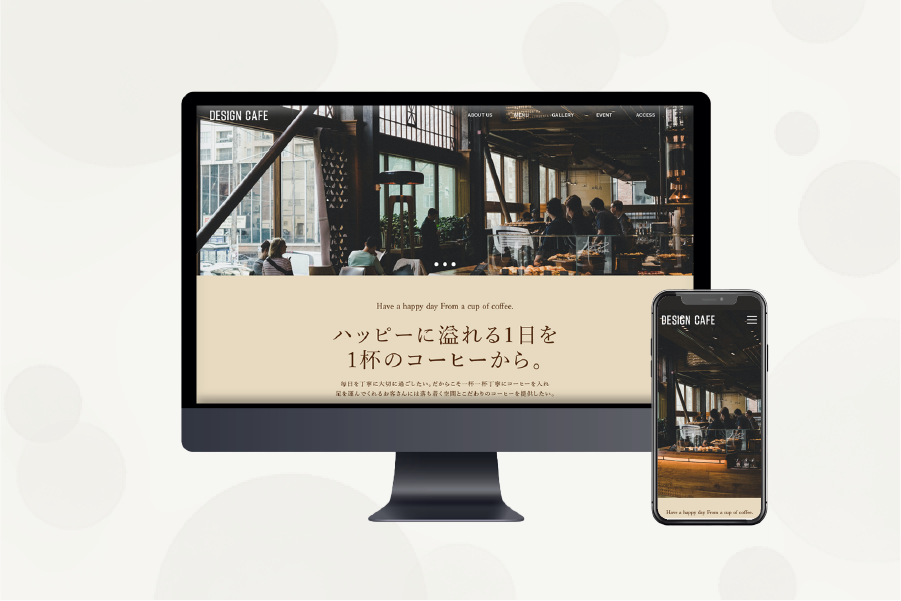 DESIGN CAFE
ABOUT US
MENU
GALLERY
EVENT
ACCESS
Have a happy day From a cup of coffee.
ハッピーに溢れる1日を
1杯のコーヒーから。
毎日を丁寧に大切に過ごしたい。だからこそ一杯一杯丁寧にコーヒーを入れ
足を運んでくれるお客さんには落ち着く空間とこだわりのコーヒーを提供したい。
DESIGN CAFE
Have a happy day From a cup of coffee.